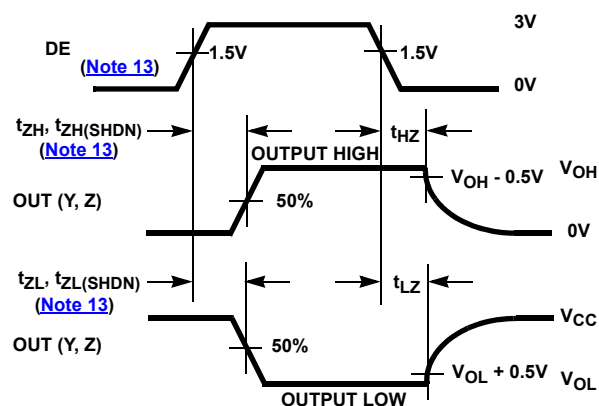 3V
DE
(Note 13)
1.5V
1.5V
0V
tZH, tZH(SHDN)
(Note 13)
tHZ
OUTPUT HIGH
VOH - 0.5V
VOH
OUT (Y, Z)
50%
0V
tZL, tZL(SHDN)
(Note 13)
tLZ
VCC
OUT (Y, Z)
50%
VOL + 0.5V
VOL
OUTPUT LOW